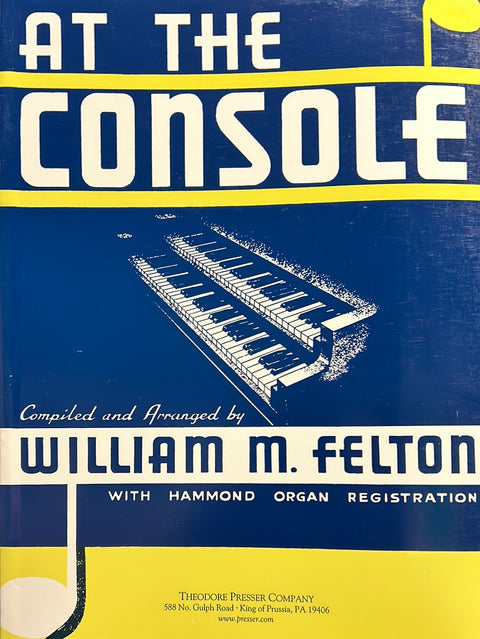 AT THE
CONSOLE
Compiled and Arranged by
WILLIAM M. FELTON
WITH HAMMOND ORGAN REGISTRATION
THEODORE PRESSER COMPANY
588 No. Gulph Road · King of Prussia, PA 19406
www.presser.com